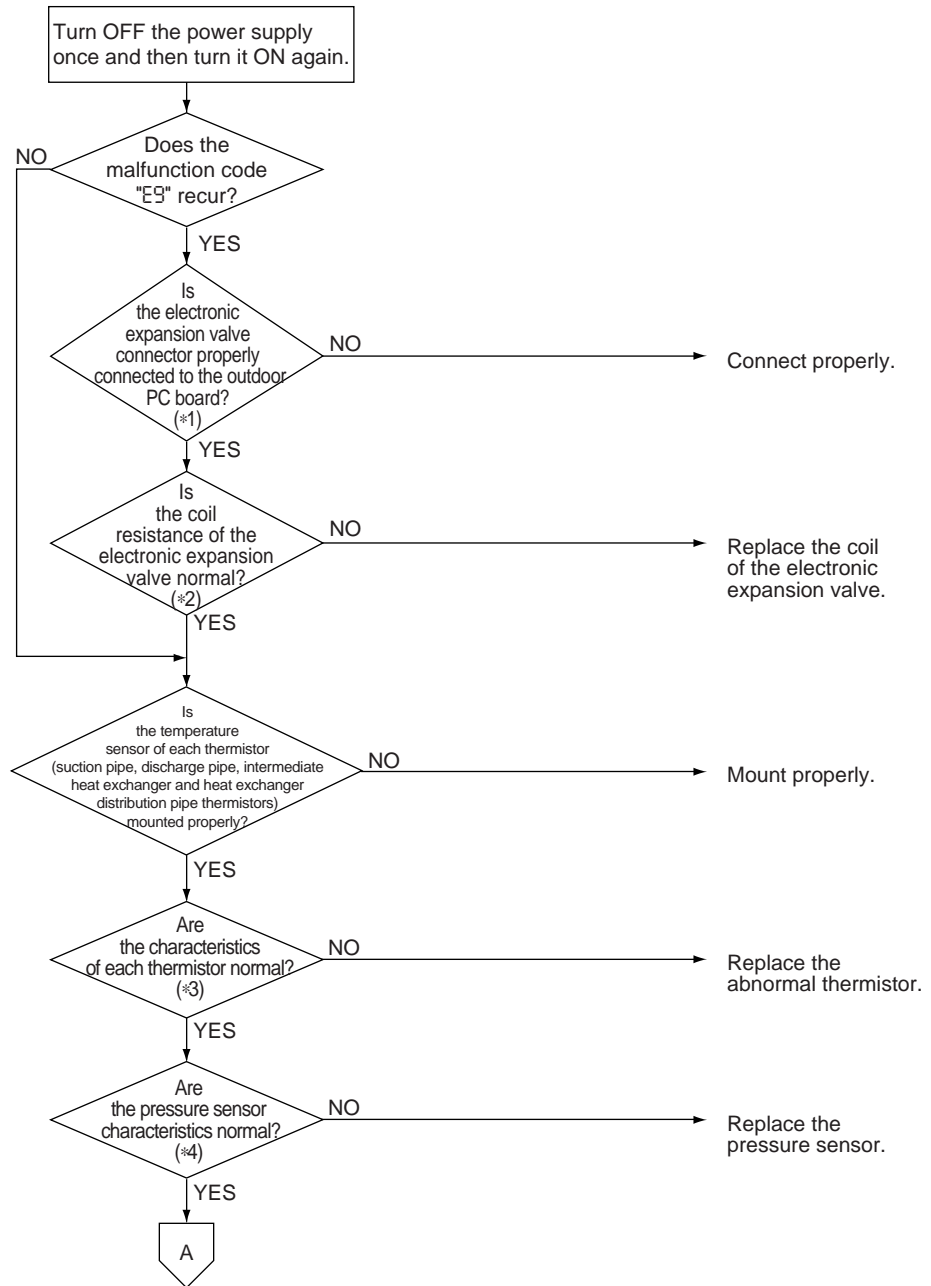 Turn OFF the power supply
once and then turn it ON again.
NO
Does the
malfunction code
"E9" recur?
YES
Is
the electronic
expansion valve
connector properly
connected to the outdoor
PC board?
(*1)
NO
Connect properly.
YES
Is
the coil
resistance of the
electronic expansion
valve normal?
(*2)
NO
Replace the coil
of the electronic
expansion valve.
YES
Is
the temperature
sensor of each thermistor
(suction pipe, discharge pipe, intermediate
heat exchanger and heat exchanger
distribution pipe thermistors)
mounted properly?
NO
Mount properly.
YES
Are
the characteristics
of each thermistor normal?
(*3)
NO
Replace the
abnormal thermistor.
YES
Are
the pressure sensor
characteristics normal?
(*4)
NO
Replace the
pressure sensor.
YES
A